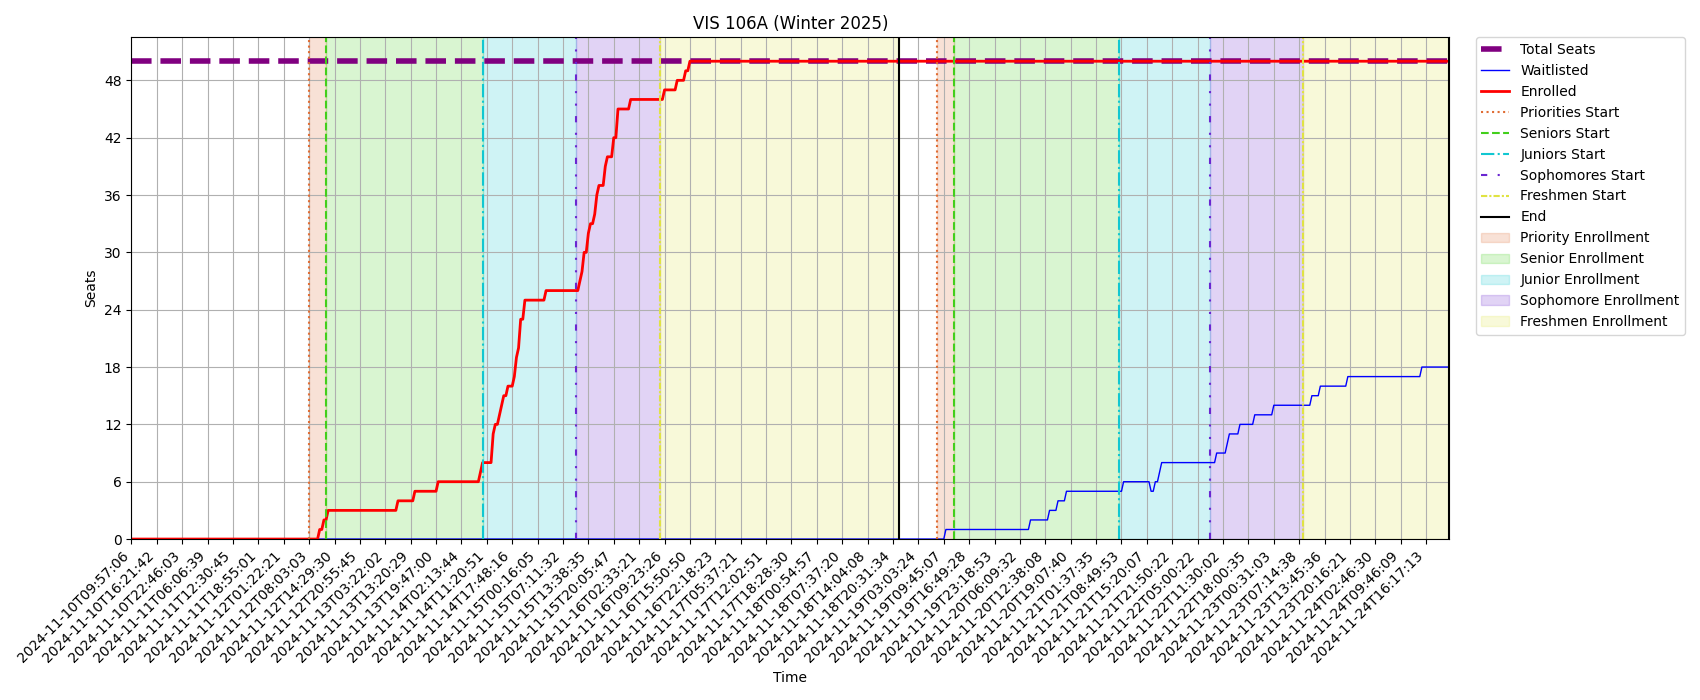 VIS 106A (Winter 2025)
Seats
48
42
36
30
24
18
12
6
0
2024-11-10T09:57:06
2024-11-10T16:21:42
2024-11-10T22:46:03
2024-11-11T06:06:39
2024-11-11T12:30:45
2024-11-11T18:55:01
2024-11-12T01:22:21
2024-11-12T08:03:03
2024-11-12T14:29:30
2024-11-12T20:55:45
2024-11-13T03:22:02
2024-11-13T13:20:29
2024-11-13T19:47:00
2024-11-14T02:13:44
2024-11-14T11:20:51
2024-11-14T17:48:16
2024-11-15T00:16:05
2024-11-15T07:11:32
2024-11-15T13:38:35
2024-11-15T20:05:47
2024-11-16T02:33:21
2024-11-16T09:23:26
2024-11-16T15:50:50
2024-11-16T22:18:23
2024-11-17T05:37:21
2024-11-17T12:02:51
2024-11-17T18:28:30
2024-11-18T00:54:57
2024-11-18T07:37:20
2024-11-18T14:04:08
2024-11-18T20:31:34
2024-11-19T03:03:24
2024-11-19T09:45:07
2024-11-19T16:49:28
2024-11-19T23:18:53
2024-11-20T06:09:32
2024-11-20T12:38:09
2024-11-20T19:07:40
2024-11-21T01:37:35
2024-11-21T08:49:53
2024-11-21T15:20:07
2024-11-21T21:50:22
2024-11-22T05:00:22
2024-11-22T11:30:02
2024-11-22T18:00:35
2024-11-23T00:31:03
2024-11-23T07:14:38
2024-11-23T13:45:36
2024-11-23T20:16:21
2024-11-24T02:46:30
2024-11-24T09:46:09
2024-11-24T16:17:13
Time
Total Seats
Waitlisted
Enrolled
Priorities Start
Seniors Start
Juniors Start
Sophomores Start
Freshmen Start
End
Priority Enrollment
Senior Enrollment
Junior Enrollment
Sophomore Enrollment
Freshmen Enrollment